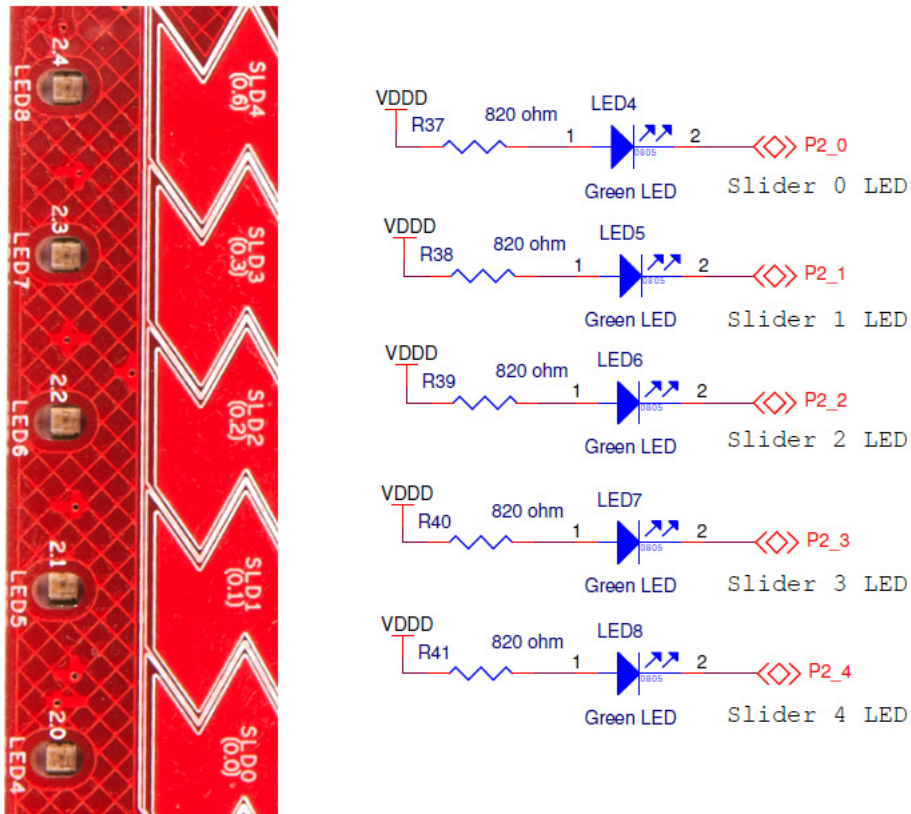 2.4
LED8
SLD4
(0.6)
2.3
LED7
SLD3
(0.3)
2.2
LED6
SLD2
(0.2)
2.1
LED5
SLD1
(0.1)
2.0
LED4
SLD0
(0.0)
VDDD
R37
820 ohm
LED4
1
0805
2
P2_0
Green LED
Slider 0 LED
VDDD
R38
820 ohm
LED5
1
0805
2
P2_1
Green LED
Slider 1 LED
VDDD
R39
820 ohm
LED6
1
0805
2
P2_2
Green LED
Slider 2 LED
VDDD
R40
820 ohm
LED7
1
0805
2
P2_3
Green LED
Slider 3 LED
VDDD
R41
820 ohm
LED8
1
0805
2
P2_4
Green LED
Slider 4 LED